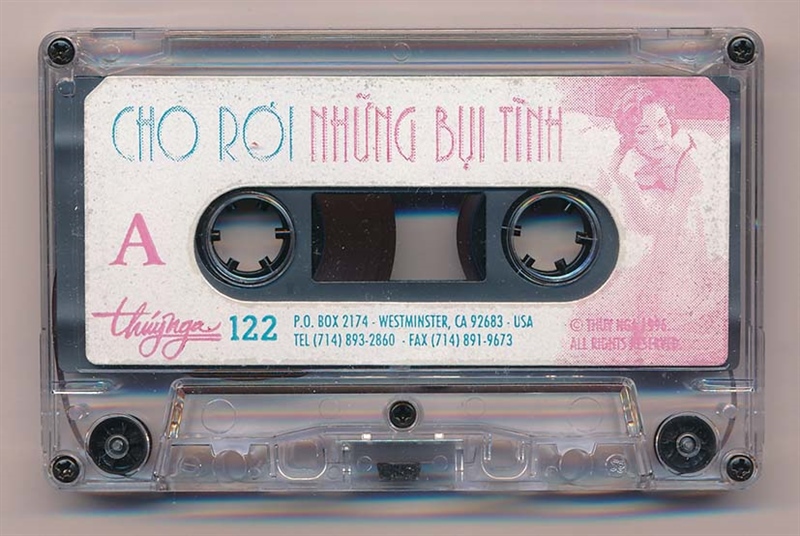 CHO RỚI NHỮNG BỤI TÌNH
A
thúy nga 122
P.O. BOX 2174 - WESTMINSTER, CA 92683 - USA
TEL (714) 893-2860 - FAX (714) 891-9673
© THUY NGA 1996.
ALL RIGHTS RESERVED.